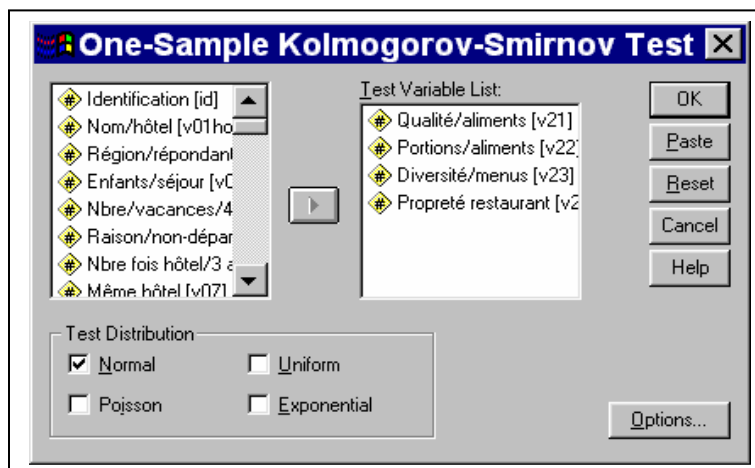 One-Sample Kolmogorov-Smirnov Test
Identification [id]
Nom/hôtel [v01ho
Région/répondant
Enfants/séjour [v0
Nbre/vacances/4
Raison/non-dépar
Nbre fois hôtel/3 a
Même hôtel [v07]
Test Variable List:
Qualité/aliments [v21]
Portions/aliments [v22]
Diversité/menus [v23]
Propreté restaurant [v2
OK
Paste
Reset
Cancel
Help
Test Distribution
Normal
Uniform
Poisson
Exponential
Options...